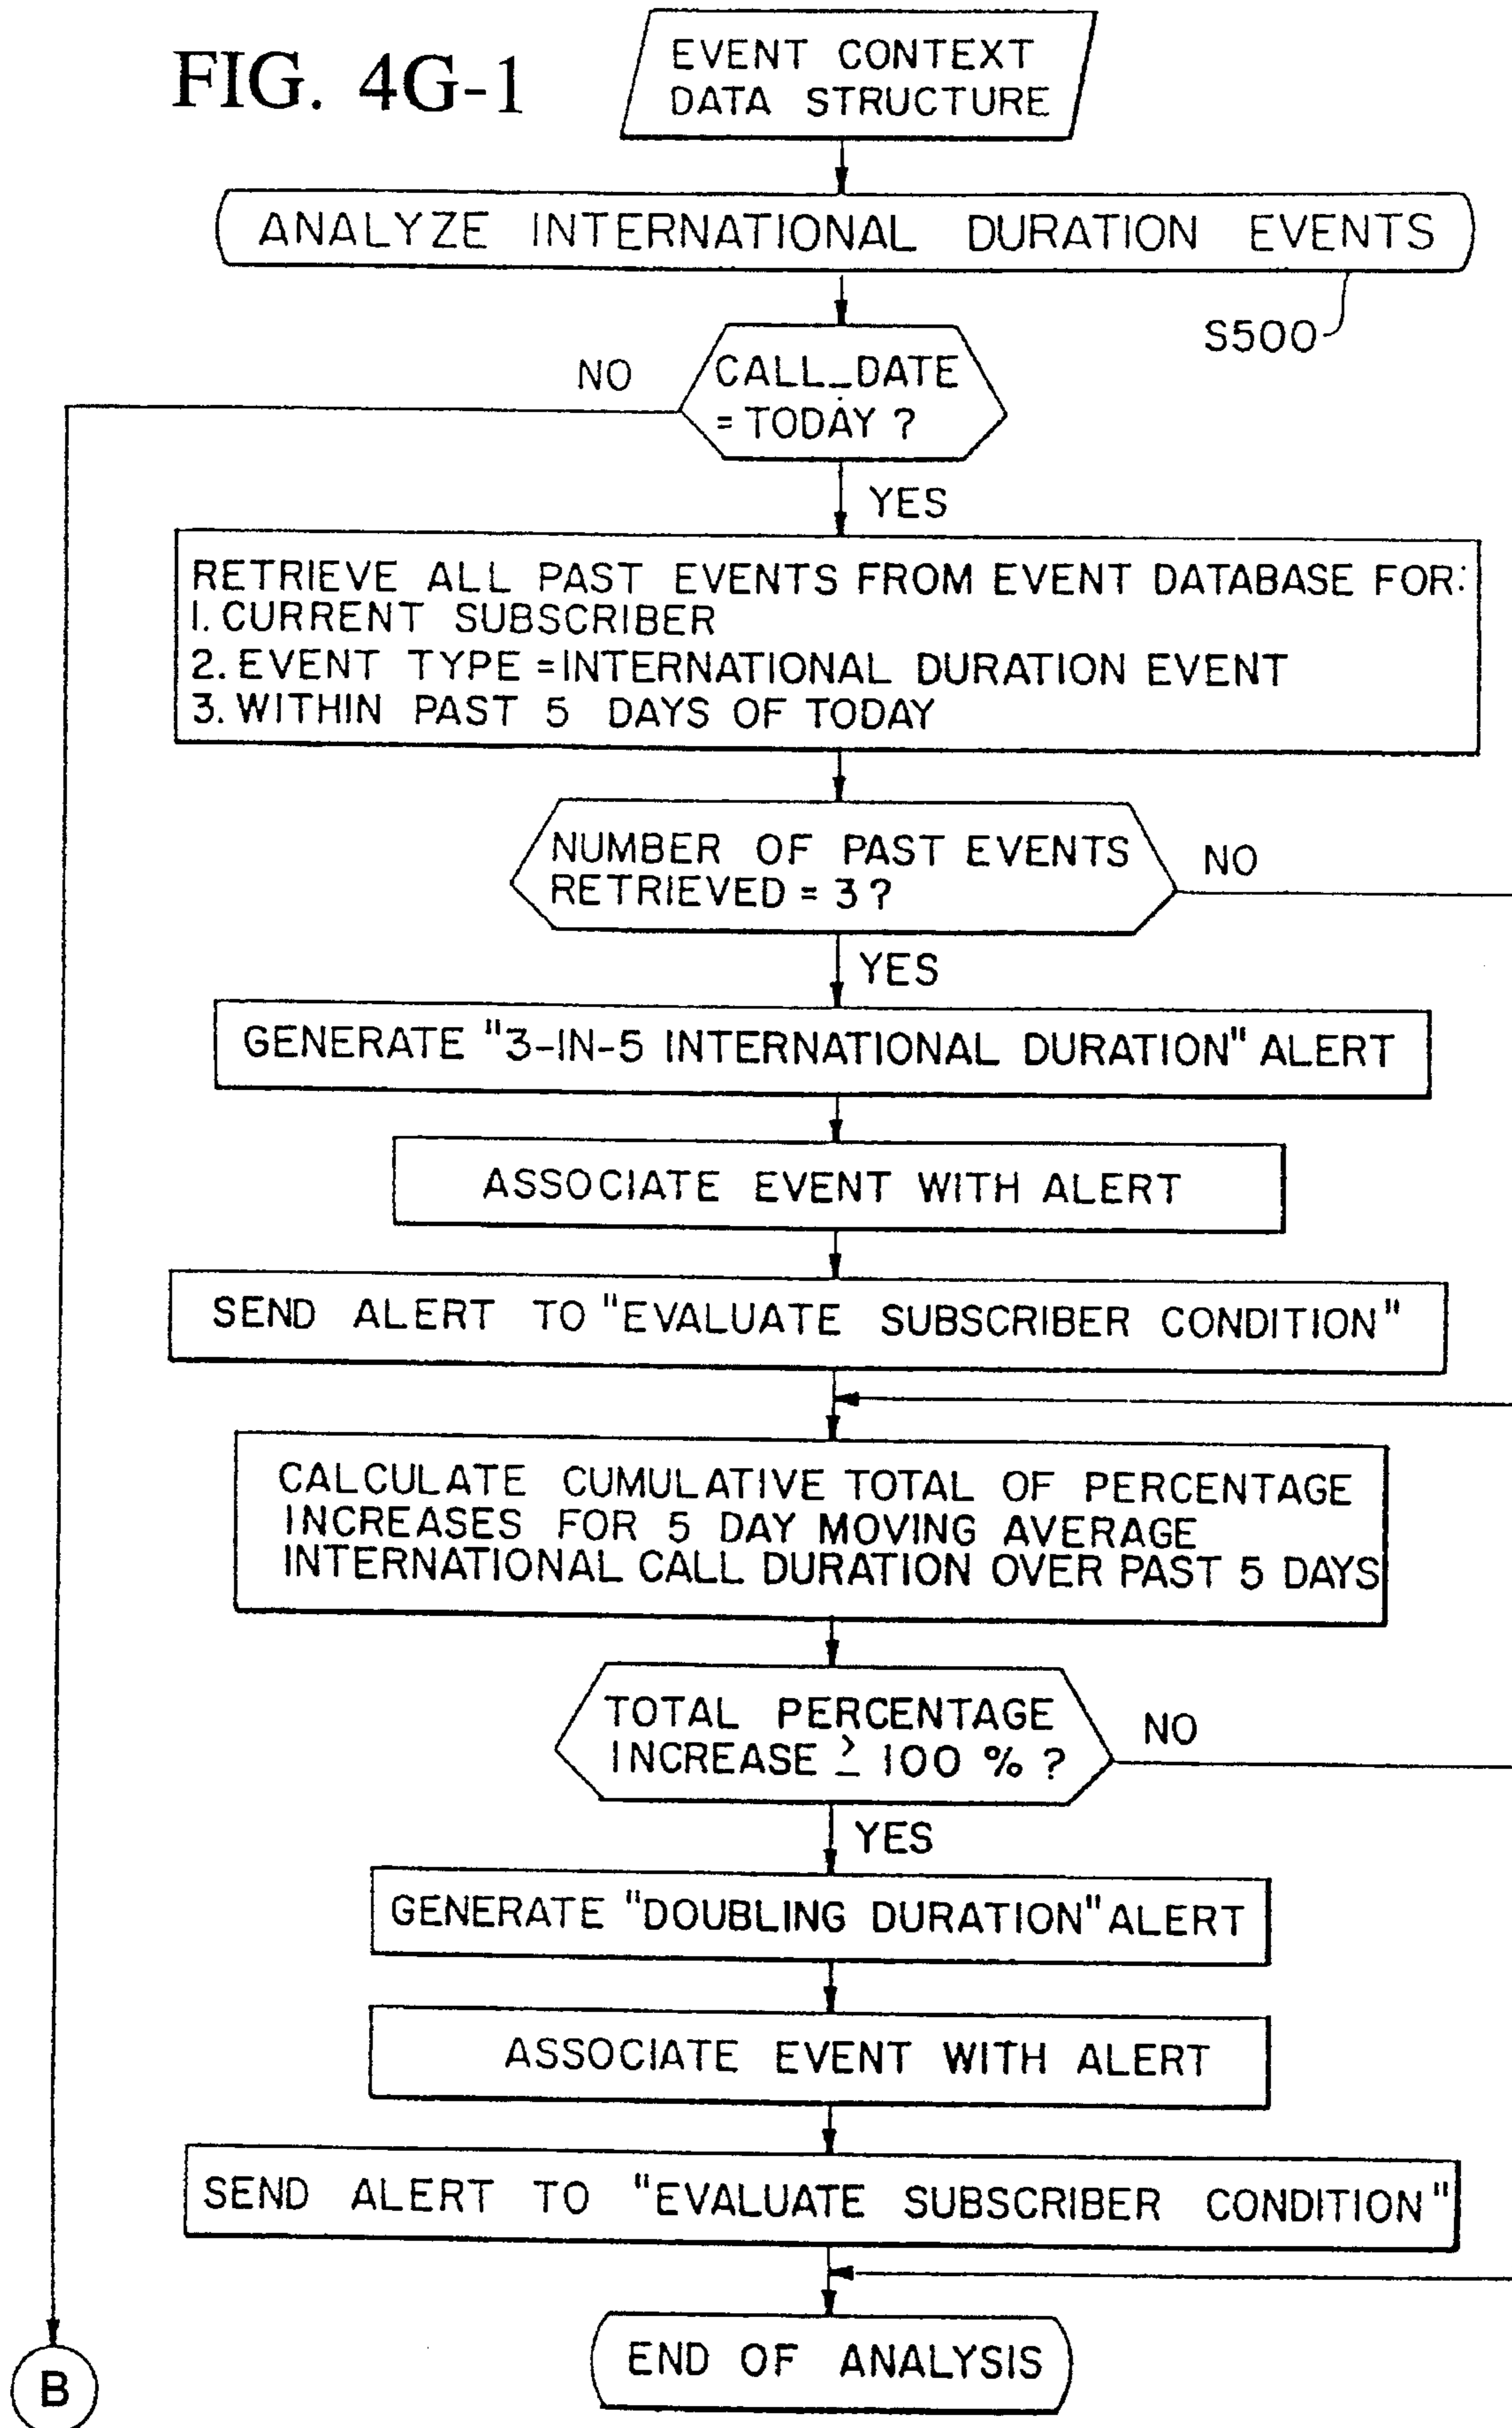 FIG. 4G-1
EVENT CONTEXT
DATA STRUCTURE
ANALYZE INTERNATIONAL DURATION EVENTS
S500
CALL_DATE
= TODAY ?
NO
YES
RETRIEVE ALL PAST EVENTS FROM EVENT DATABASE FOR:
1. CURRENT SUBSCRIBER
2. EVENT TYPE = INTERNATIONAL DURATION EVENT
3. WITHIN PAST 5 DAYS OF TODAY
NUMBER OF PAST EVENTS
RETRIEVED = 3 ?
NO
YES
GENERATE "3-IN-5 INTERNATIONAL DURATION" ALERT
ASSOCIATE EVENT WITH ALERT
SEND ALERT TO "EVALUATE SUBSCRIBER CONDITION"
CALCULATE CUMULATIVE TOTAL OF PERCENTAGE
INCREASES FOR 5 DAY MOVING AVERAGE
INTERNATIONAL CALL DURATION OVER PAST 5 DAYS
TOTAL PERCENTAGE
INCREASE ≥ 100 % ?
NO
YES
GENERATE "DOUBLING DURATION" ALERT
ASSOCIATE EVENT WITH ALERT
SEND ALERT TO "EVALUATE SUBSCRIBER CONDITION"
END OF ANALYSIS
B